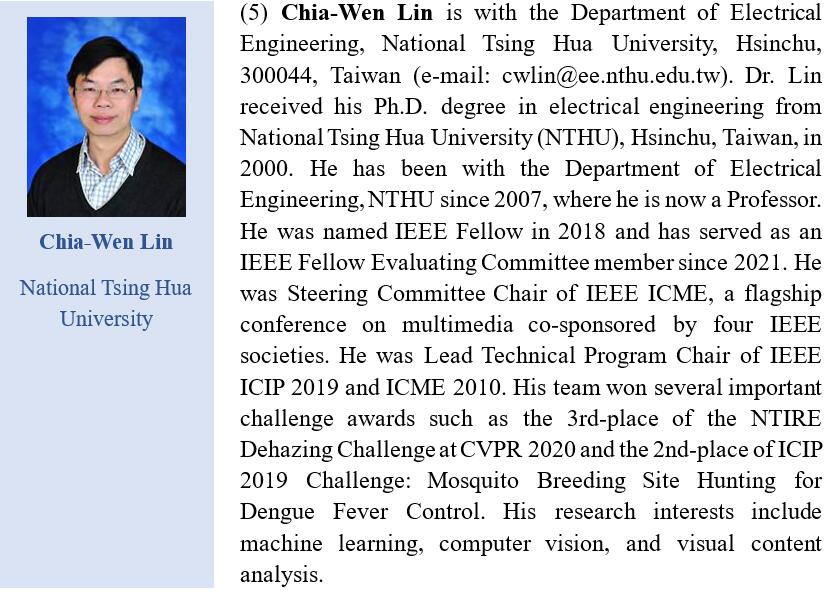 Chia-Wen Lin
National Tsing Hua
University
(5) Chia-Wen Lin is with the Department of Electrical
Engineering, National Tsing Hua University, Hsinchu,
300044, Taiwan (e-mail: cwlin@ee.nthu.edu.tw). Dr. Lin
received his Ph.D. degree in electrical engineering from
National Tsing Hua University (NTHU), Hsinchu, Taiwan, in
2000. He has been with the Department of Electrical
Engineering, NTHU since 2007, where he is now a Professor.
He was named IEEE Fellow in 2018 and has served as an
IEEE Fellow Evaluating Committee member since 2021. He
was Steering Committee Chair of IEEE ICME, a flagship
conference on multimedia co-sponsored by four IEEE
societies. He was Lead Technical Program Chair of IEEE
ICIP 2019 and ICME 2010. His team won several important
challenge awards such as the 3rd-place of the NTIRE
Dehazing Challenge at CVPR 2020 and the 2nd-place of ICIP
2019 Challenge: Mosquito Breeding Site Hunting for
Dengue Fever Control. His research interests include
machine learning, computer vision, and visual content
analysis.